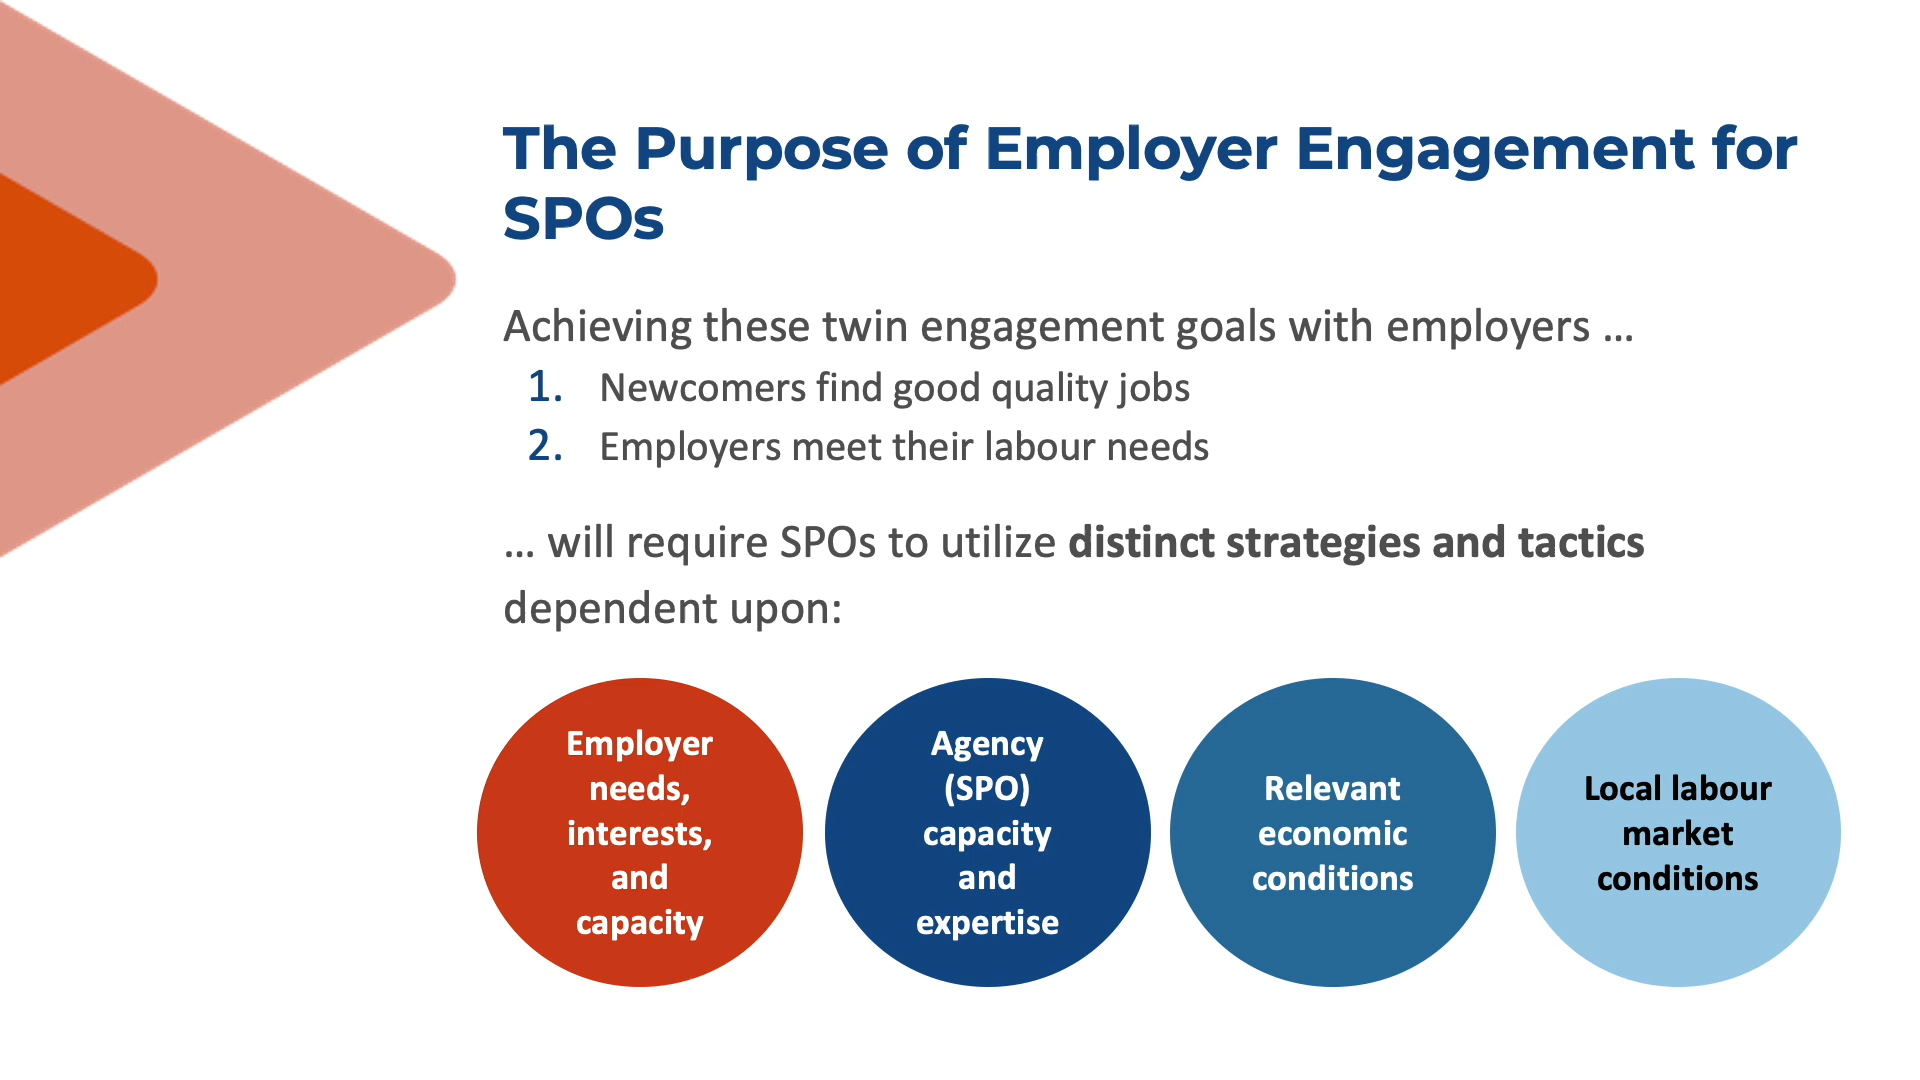 The Purpose of Employer Engagement for
SPOs
Achieving these twin engagement goals with employers …
1. Newcomers find good quality jobs
2. Employers meet their labour needs
… will require SPOs to utilize distinct strategies and tactics
dependent upon:
Employer
needs,
interests,
and
capacity
Agency
(SPO)
capacity
and
expertise
Relevant
economic
conditions
Local labour
market
conditions